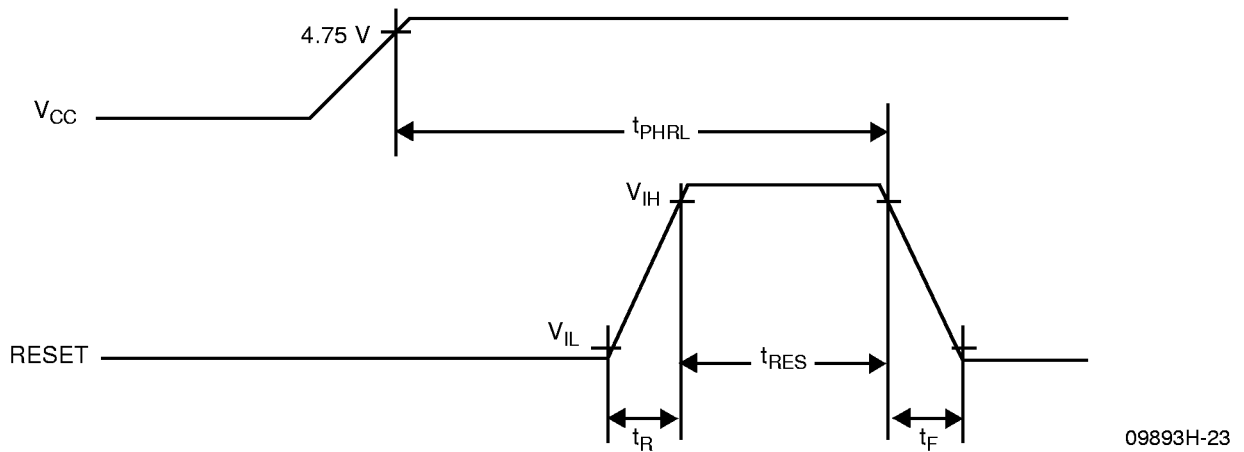 4.75 V
VCC
tPHRL
VIH
VIL
RESET
tRES
tR
tF
09893H-23